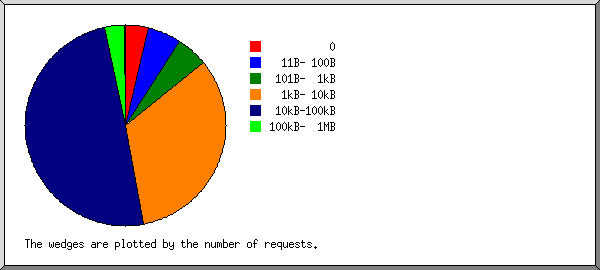 0
11B- 100B
101B- 1kB
1kB- 10kB
10kB-100kB
100kB- 1MB
The wedges are plotted by the number of requests.